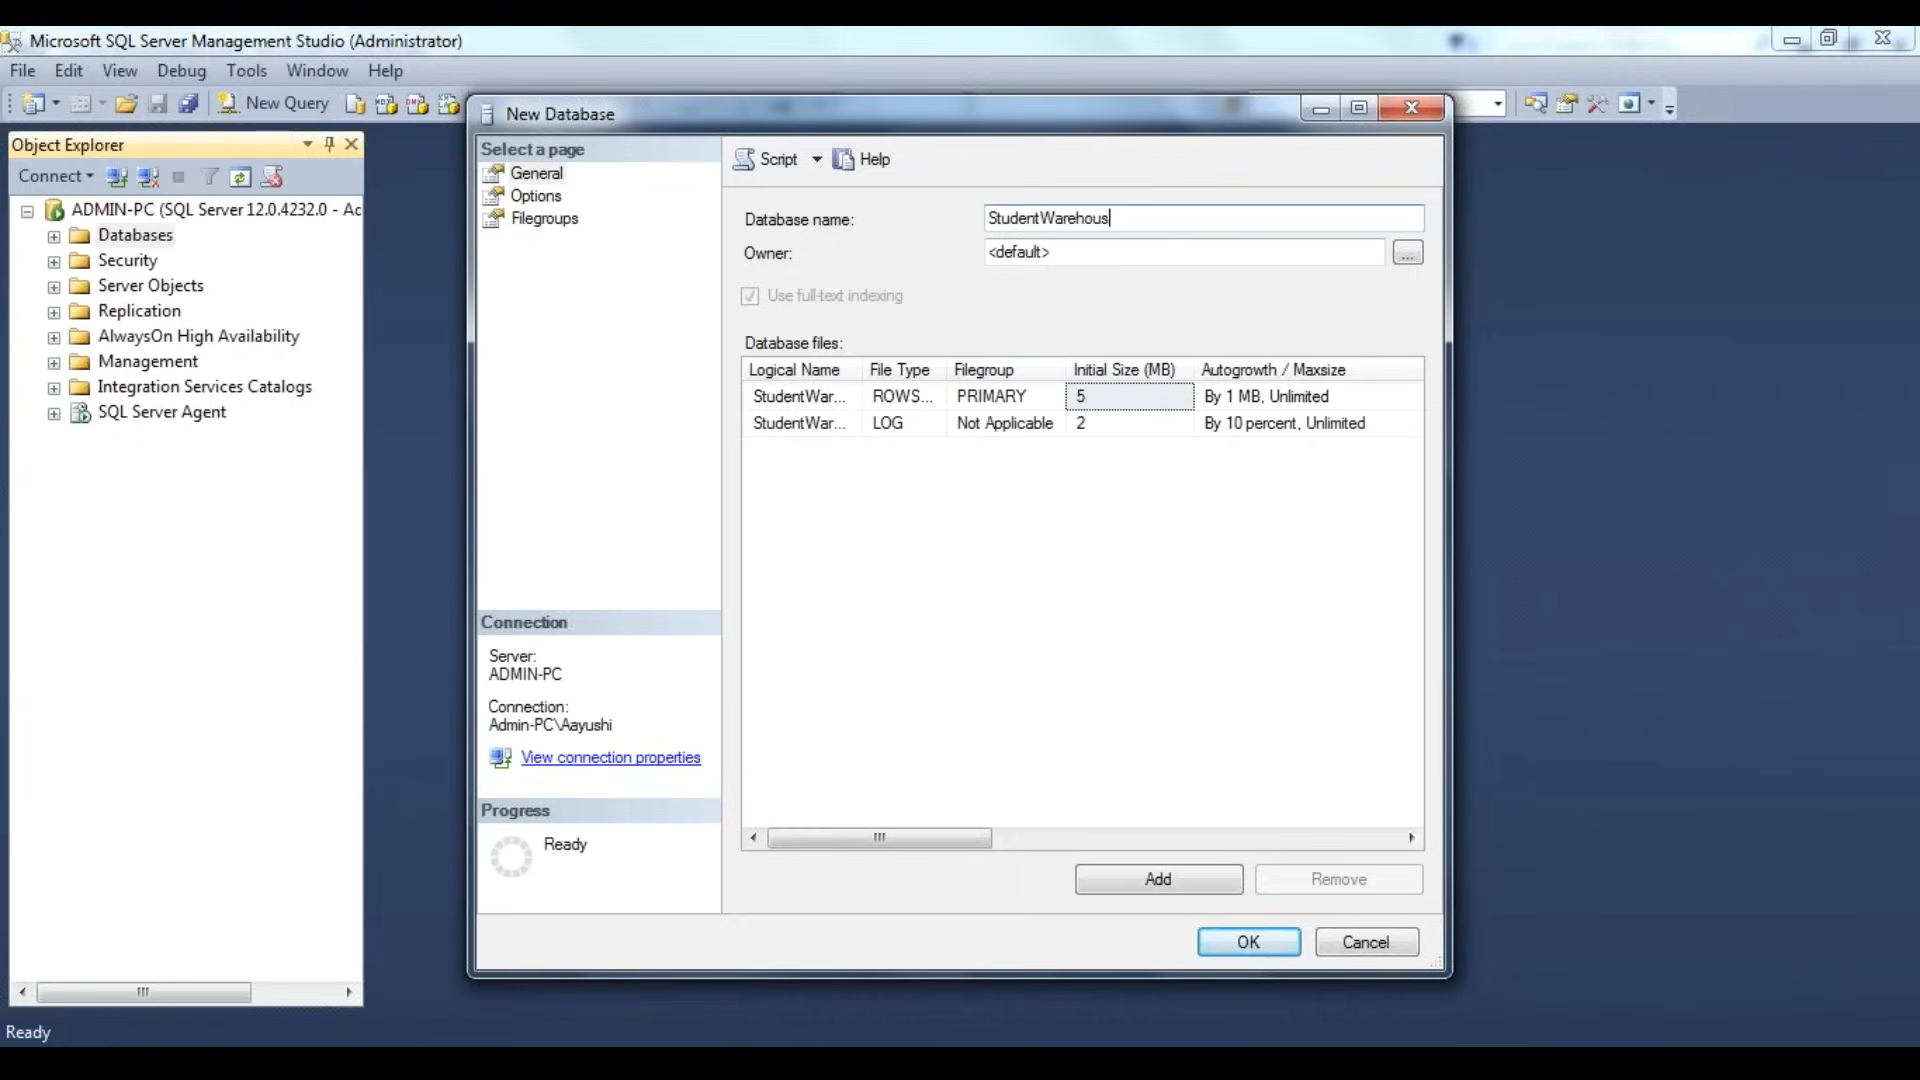 Microsoft SQL Server Management Studio (Administrator)
File Edit View Debug Tools Window Help
New Query
Object Explorer
Connect
ADMIN-PC (SQL Server 12.0.4232.0 - Ac
Databases
Security
Server Objects
Replication
AlwaysOn High Availability
Management
Integration Services Catalogs
SQL Server Agent
New Database
Select a page
General
Options
Filegroups
Script Help
Database name: StudentWarehous
Owner: <default> ...
Use full-text indexing
Database files:
Logical Name File Type Filegroup Initial Size (MB) Autogrowth / Maxsize
StudentWar... ROWS... PRIMARY 5 By 1 MB, Unlimited
StudentWar... LOG Not Applicable 2 By 10 percent, Unlimited
Connection
Server:
ADMIN-PC
Connection:
Admin-PC\Aayushi
View connection properties
Progress
Ready
Add Remove
OK Cancel
Ready